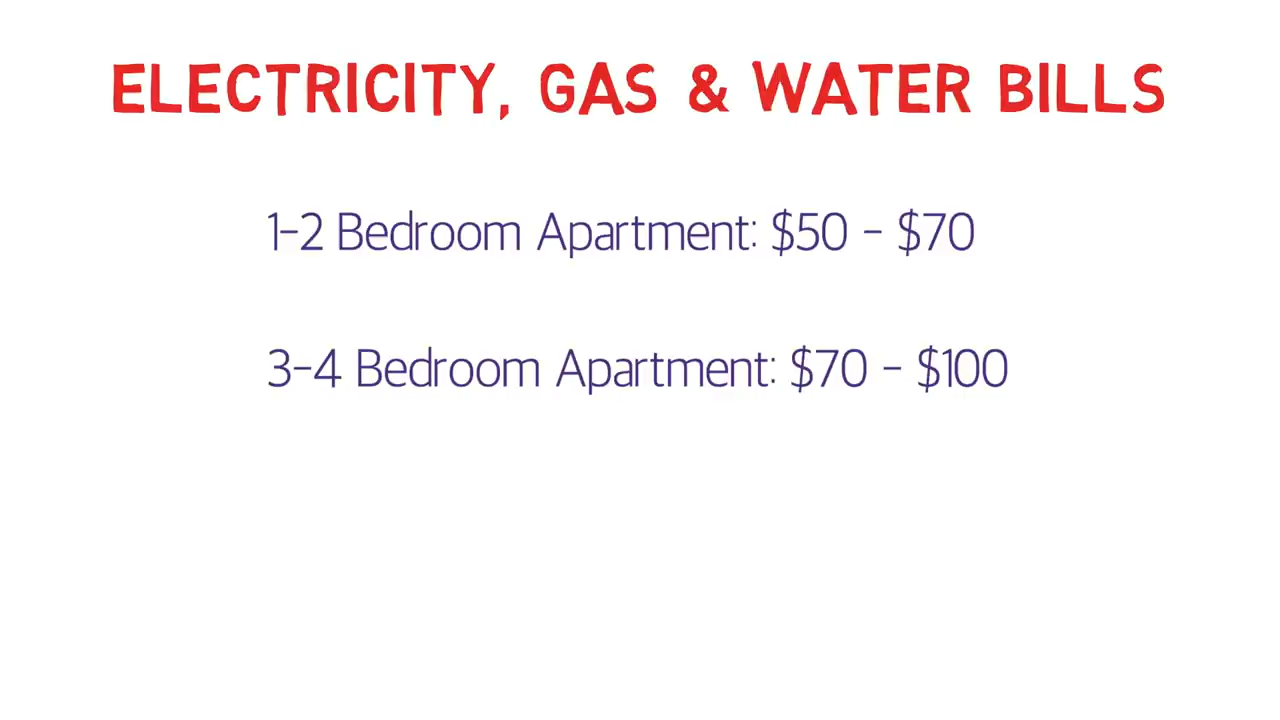 ELECTRICITY, GAS & WATER BILLS
1-2 Bedroom Apartment: $50 - $70
3-4 Bedroom Apartment: $70 - $100